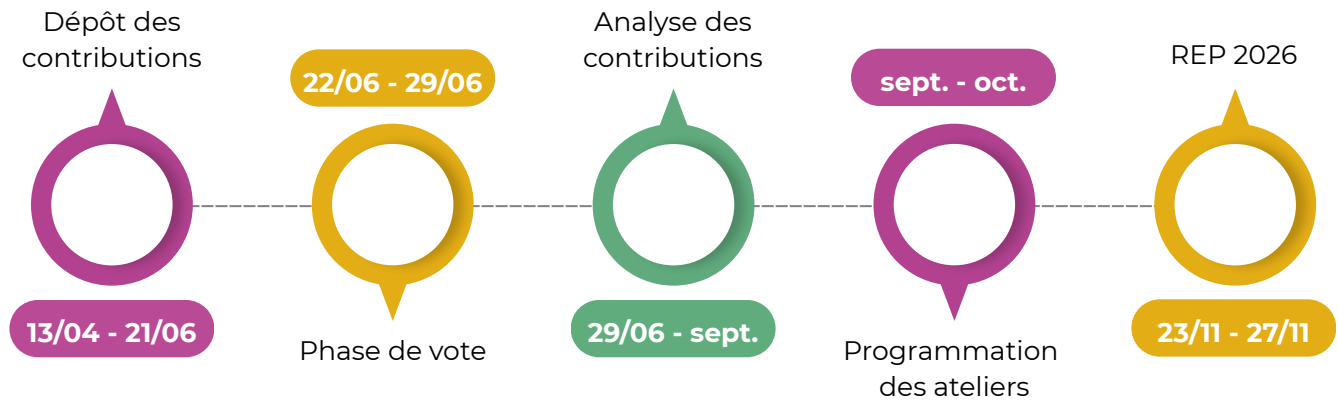 Dépôt des
contributions
13/04 - 21/06
22/06 - 29/06
Phase de vote
Analyse des
contributions
29/06 - sept.
sept. - oct.
Programmation
des ateliers
REP 2026
23/11 - 27/11